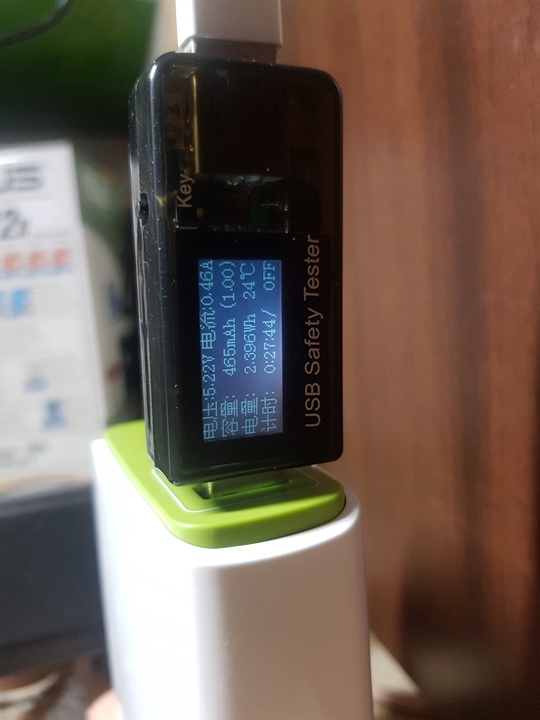 Key
电压:5.22V 电流:0.46A
容量: 465mAh (1.00)
电量: 2.396Wh 24℃
计时: 0:27:44/ OFF
USB Safety Tester